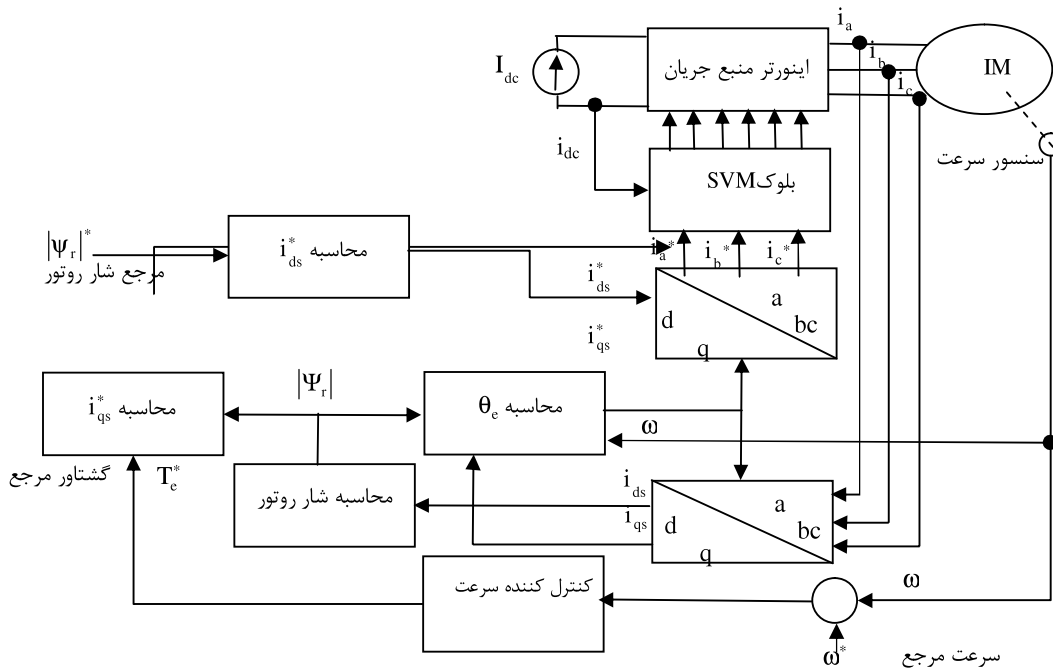 i_a
i_b
i_c
I_dc
اینورتر منبع جریان
IM
i_dc
سنسور سرعت
بلوک SVM
|ψ_r|*
مرجع شار روتور
محاسبه i*_ds
i_a* i_b* i_c*
i*_ds
i*_qs
d q
a bc
محاسبه i*_qs
|Ψ_r|
محاسبه θ_e
ω
گشتاور مرجع
T*_e
محاسبه شار روتور
i_ds
i_qs
d q
a bc
کنترل کننده سرعت
ω
ω*
سرعت مرجع